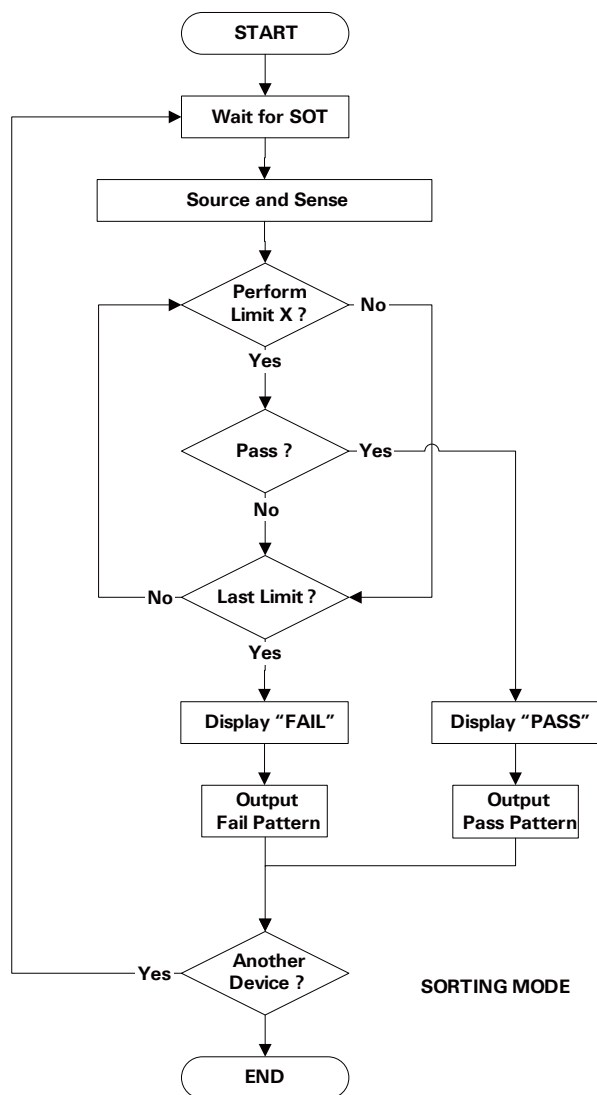 START
Wait for SOT
Source and Sense
Perform
Limit X ?
No
Yes
Pass ?
Yes
No
No
Last Limit ?
Yes
Display “FAIL”
Display “PASS”
Output
Fail Pattern
Output
Pass Pattern
Yes
Another
Device ?
SORTING MODE
END